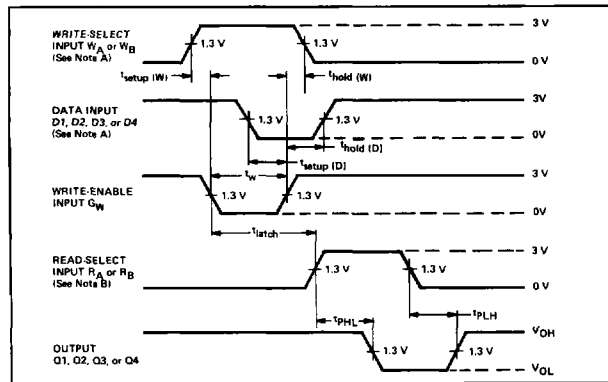 WRITE-SELECT
INPUT WA or WB
(See Note A)
3 V
1.3 V
1.3 V
0 V
tsetup (W)
thold (W)
DATA INPUT
D1, D2, D3, or D4
(See Note A)
3V
1.3 V
1.3 V
0V
thold (D)
tsetup (D)
tw
WRITE-ENABLE
INPUT GW
3 V
1.3 V
1.3 V
0V
tlatch
READ-SELECT
INPUT RA or RB
(See Note B)
3 V
1.3 V
1.3 V
0 V
tPHL
tPLH
OUTPUT
Q1, Q2, Q3, or Q4
VOH
1.3 V
1.3 V
VOL